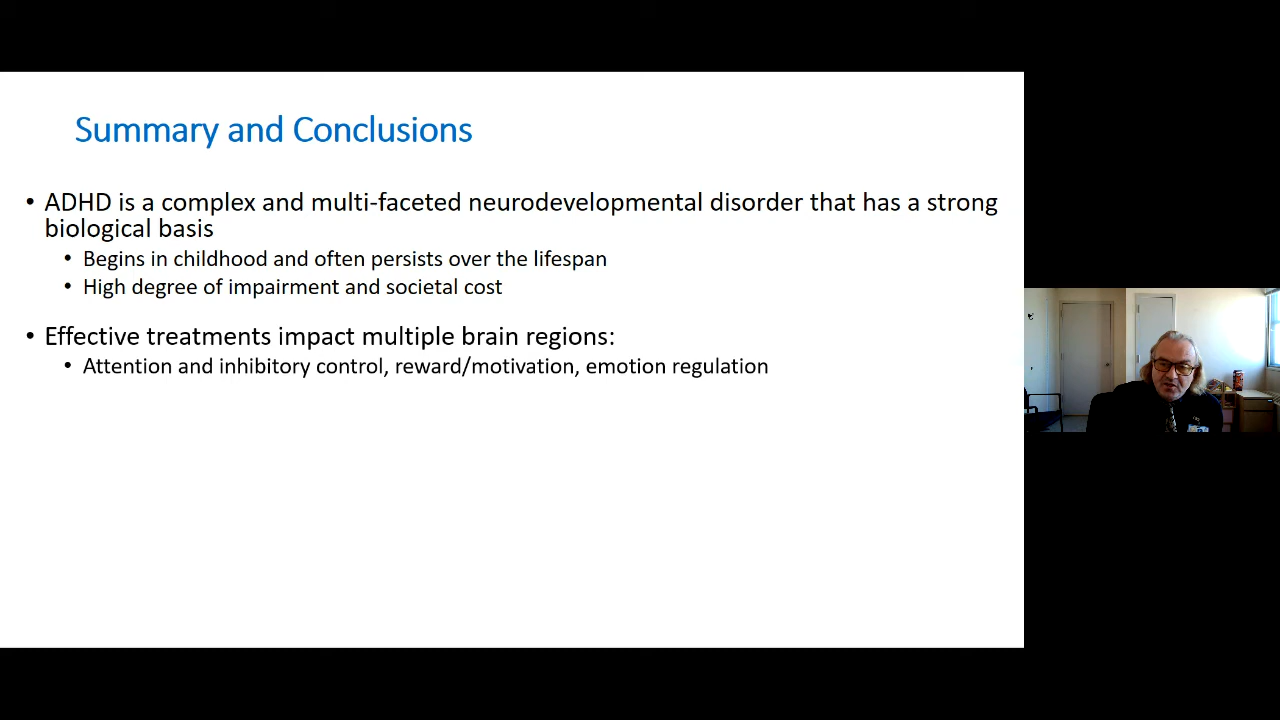 Summary and Conclusions
• ADHD is a complex and multi-faceted neurodevelopmental disorder that has a strong
biological basis
• Begins in childhood and often persists over the lifespan
• High degree of impairment and societal cost
• Effective treatments impact multiple brain regions:
• Attention and inhibitory control, reward/motivation, emotion regulation